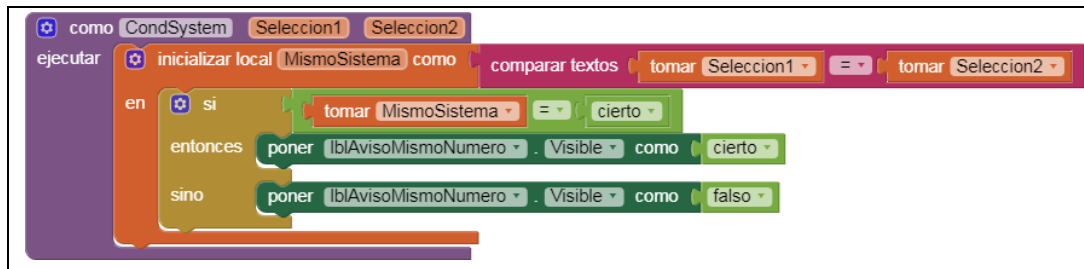 como CondSystem Seleccion1 Seleccion2
ejecutar inicializar local MismoSistema como comparar textos tomar Seleccion1 = tomar Seleccion2
en si tomar MismoSistema = cierto
entonces poner lblAvisoMismoNumero . Visible como cierto
sino poner lblAvisoMismoNumero . Visible como falso